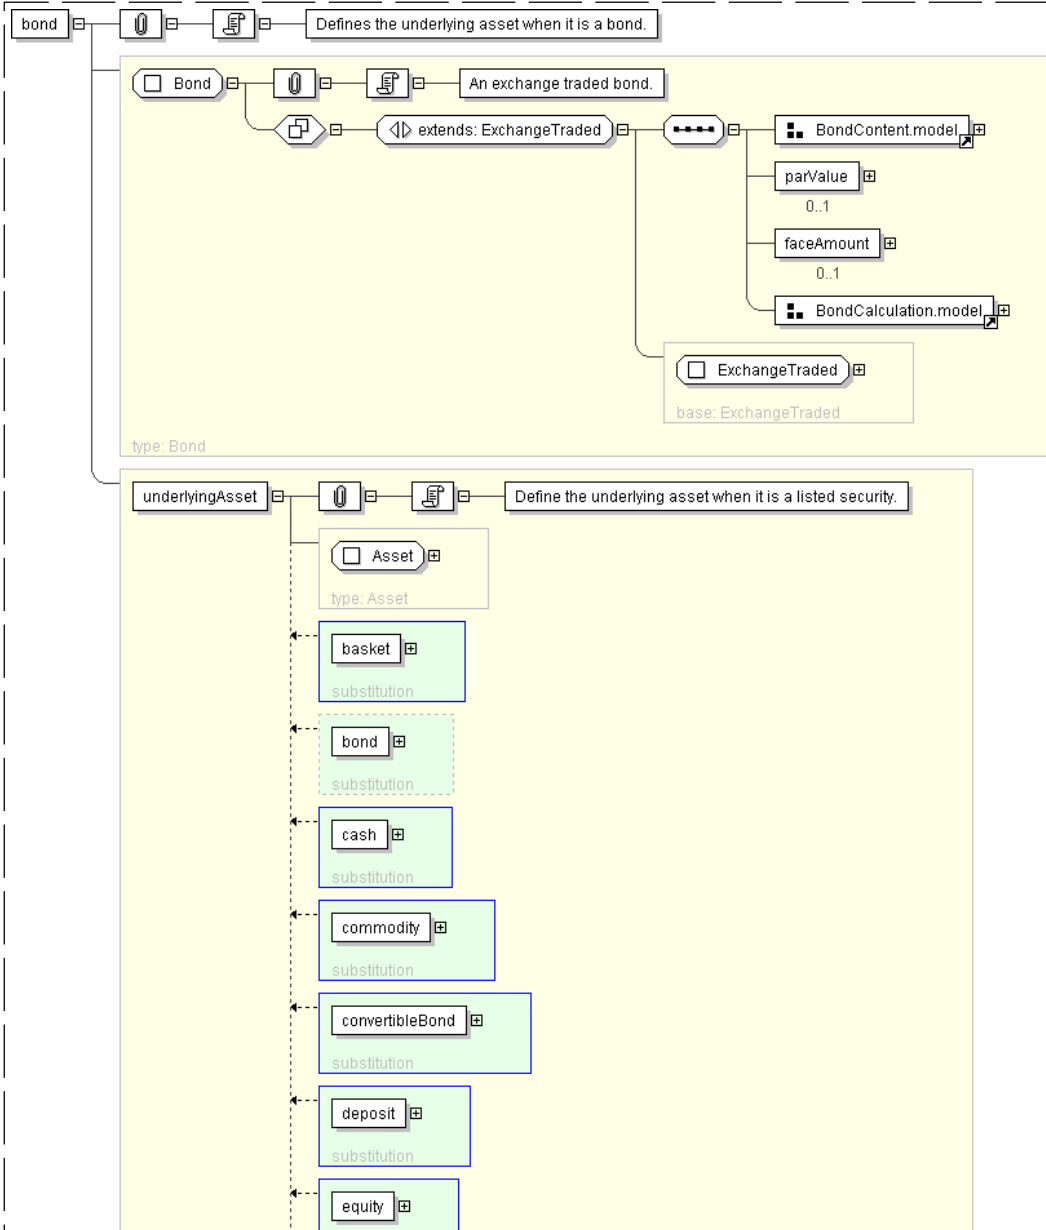 bond
Defines the underlying asset when it is a bond.
Bond
An exchange traded bond.
extends: ExchangeTraded
BondContent.model
parValue
0..1
faceAmount
0..1
BondCalculation.model
ExchangeTraded
base: ExchangeTraded
type: Bond
underlyingAsset
Define the underlying asset when it is a listed security.
Asset
type: Asset
basket
substitution
bond
substitution
cash
substitution
commodity
substitution
convertibleBond
substitution
deposit
substitution
equity